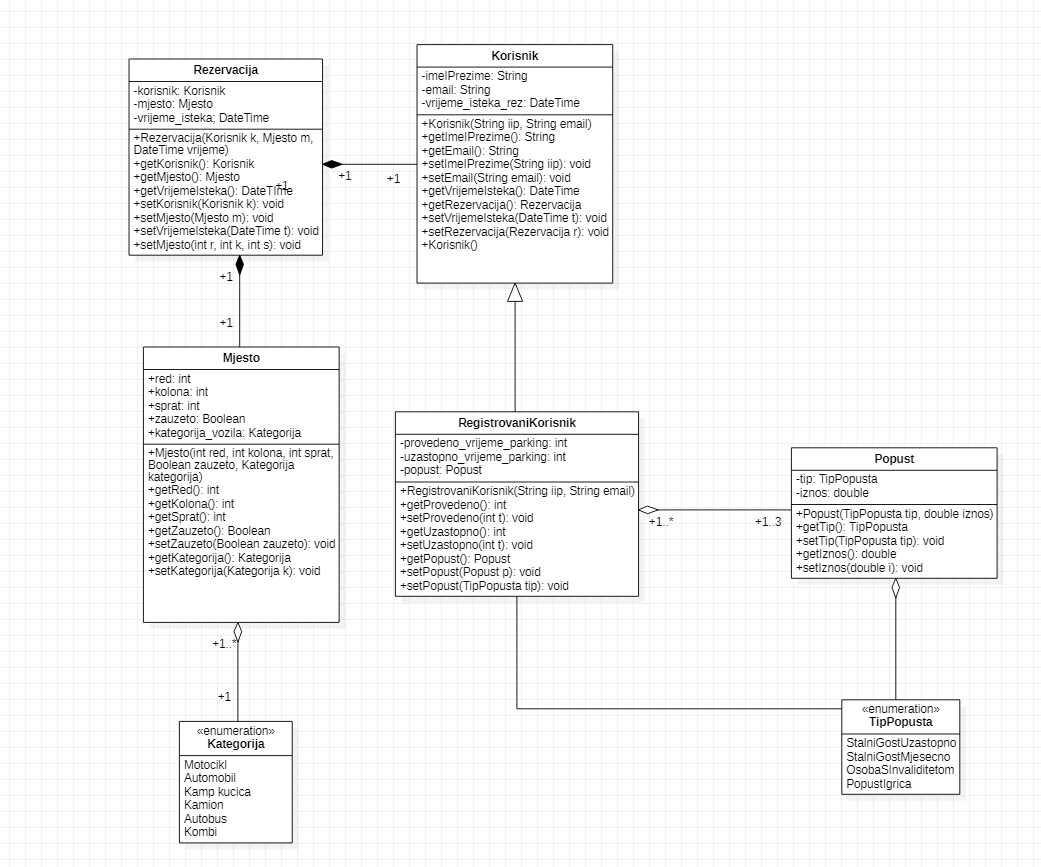 Rezervacija
-korisnik: Korisnik
-mjesto: Mjesto
-vrijeme_isteka; DateTime
+Rezervacija(Korisnik k, Mjesto m,
DateTime vrijeme)
+getKorisnik(): Korisnik
+getMjesto(): Mjesto
+getVrijemeIsteka(): DateTime
+setKorisnik(Korisnik k): void
+setMjesto(Mjesto m): void
+setVrijemeIsteka(DateTime t): void
+setMjesto(int r, int k, int s): void
+1
+1
+1
Korisnik
-imeIPrezime: String
-email: String
-vrijeme_isteka_rez: DateTime
+Korisnik(String iip, String email)
+getImeIPrezime(): String
+getEmail(): String
+setImeIPrezime(String iip): void
+setEmail(String email): void
+getVrijemeIsteka(): DateTime
+getRezervacija(): Rezervacija
+setVrijemeIsteka(DateTime t): void
+setRezervacija(Rezervacija r): void
+Korisnik()
+1
+1
Mjesto
+red: int
+kolona: int
+sprat: int
+zauzeto: Boolean
+kategorija_vozila: Kategorija
+Mjesto(int red, int kolona, int sprat,
Boolean zauzeto, Kategorija
kategorija)
+getRed(): int
+getKolona(): int
+getSprat(): int
+getZauzeto(): Boolean
+setZauzeto(Boolean zauzeto): void
+getKategorija(): Kategorija
+setKategorija(Kategorija k): void
RegistrovaniKorisnik
-provedeno_vrijeme_parking: int
-uzastopno_vrijeme_parking: int
-popust: Popust
+RegistrovaniKorisnik(String iip, String email)
+getProvedeno(): int
+setProvedeno(int t): void
+getUzastopno(): int
+setUzastopno(int t): void
+getPopust(): Popust
+setPopust(Popust p): void
+setPopust(TipPopusta tip): void
+1..*
+1..3
Popust
-tip: TipPopusta
-iznos: double
+Popust(TipPopusta tip, double iznos)
+getTip(): TipPopusta
+setTip(TipPopusta tip): void
+getIznos(): double
+setIznos(double i): void
+1..*
+1
«enumeration»
Kategorija
Motocikl
Automobil
Kamp kucica
Kamion
Autobus
Kombi
«enumeration»
TipPopusta
StalniGostUzastopno
StalniGostMjesecno
OsobaSInvaliditetom
PopustIgrica